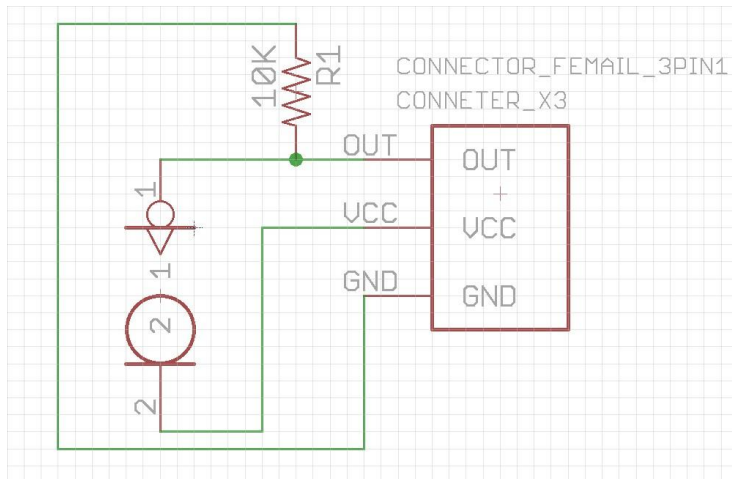 10K
R1
CONNECTOR_FEMAIL_3PIN1
CONNETER_X3
OUT
OUT
1
VCC
VCC
1
GND
GND
2
2